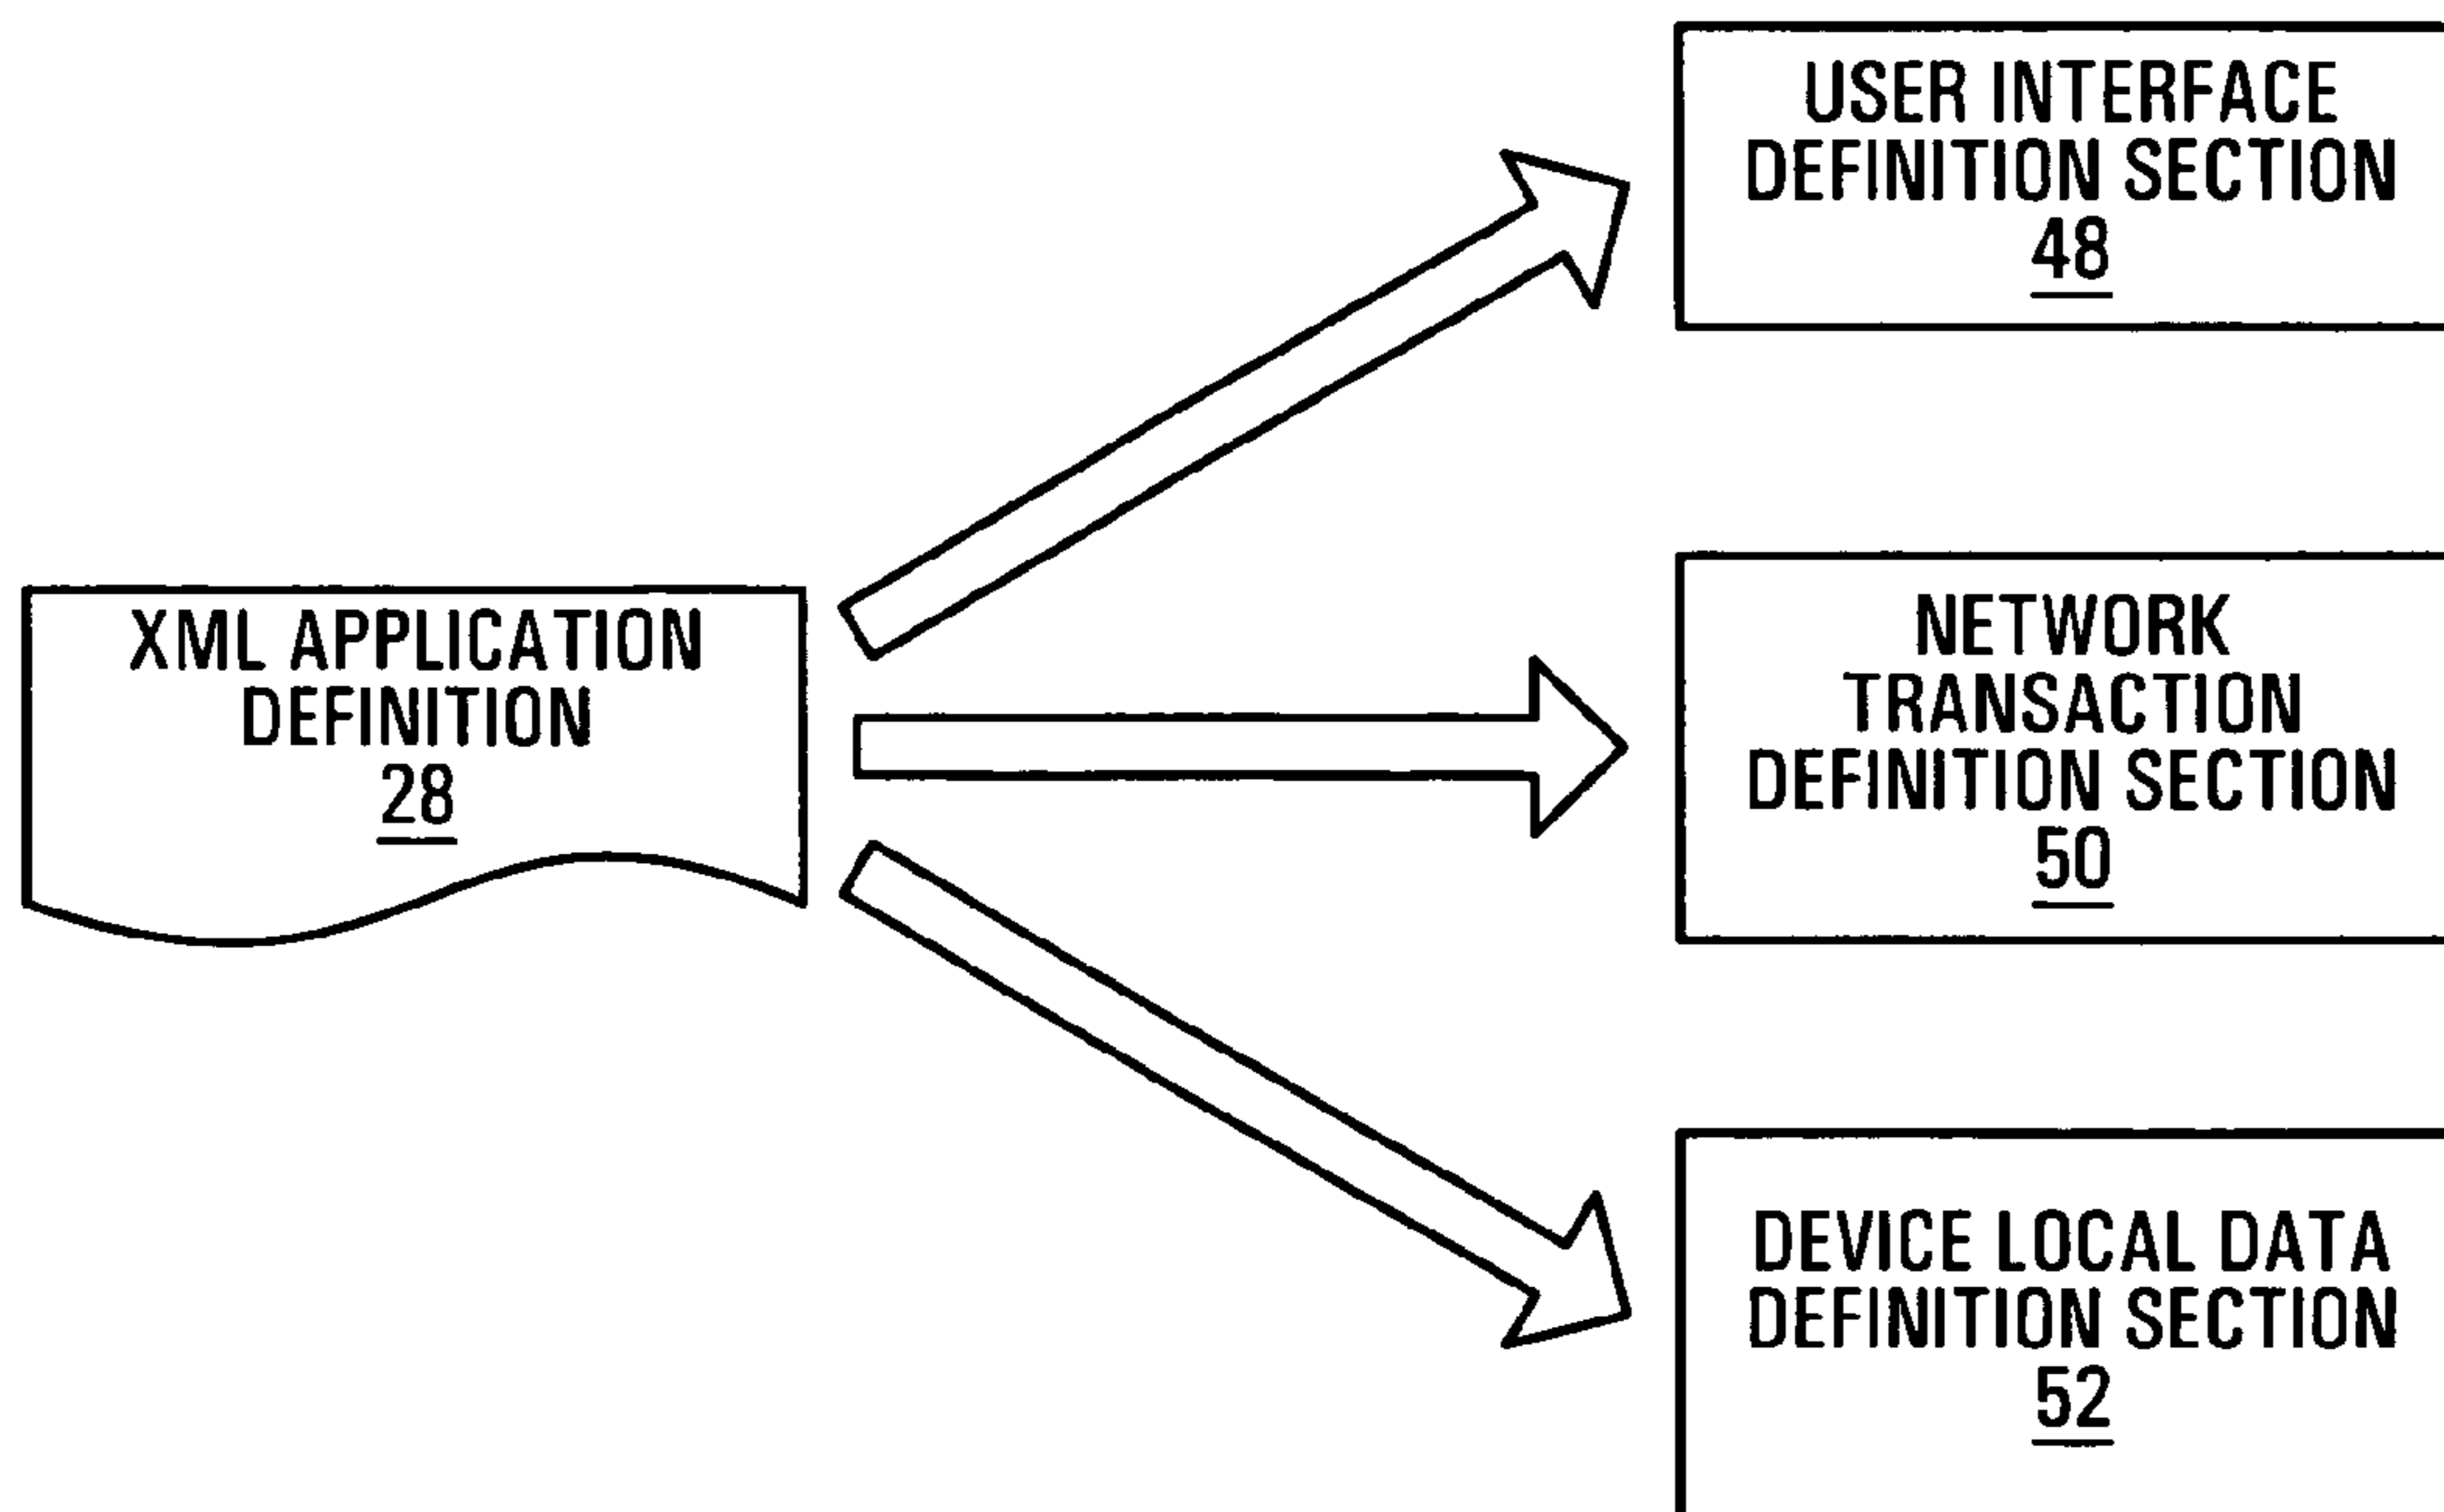 USER INTERFACE
DEFINITION SECTION
48
XML APPLICATION
DEFINITION
28
NETWORK
TRANSACTION
DEFINITION SECTION
50
DEVICE LOCAL DATA
DEFINITION SECTION
52